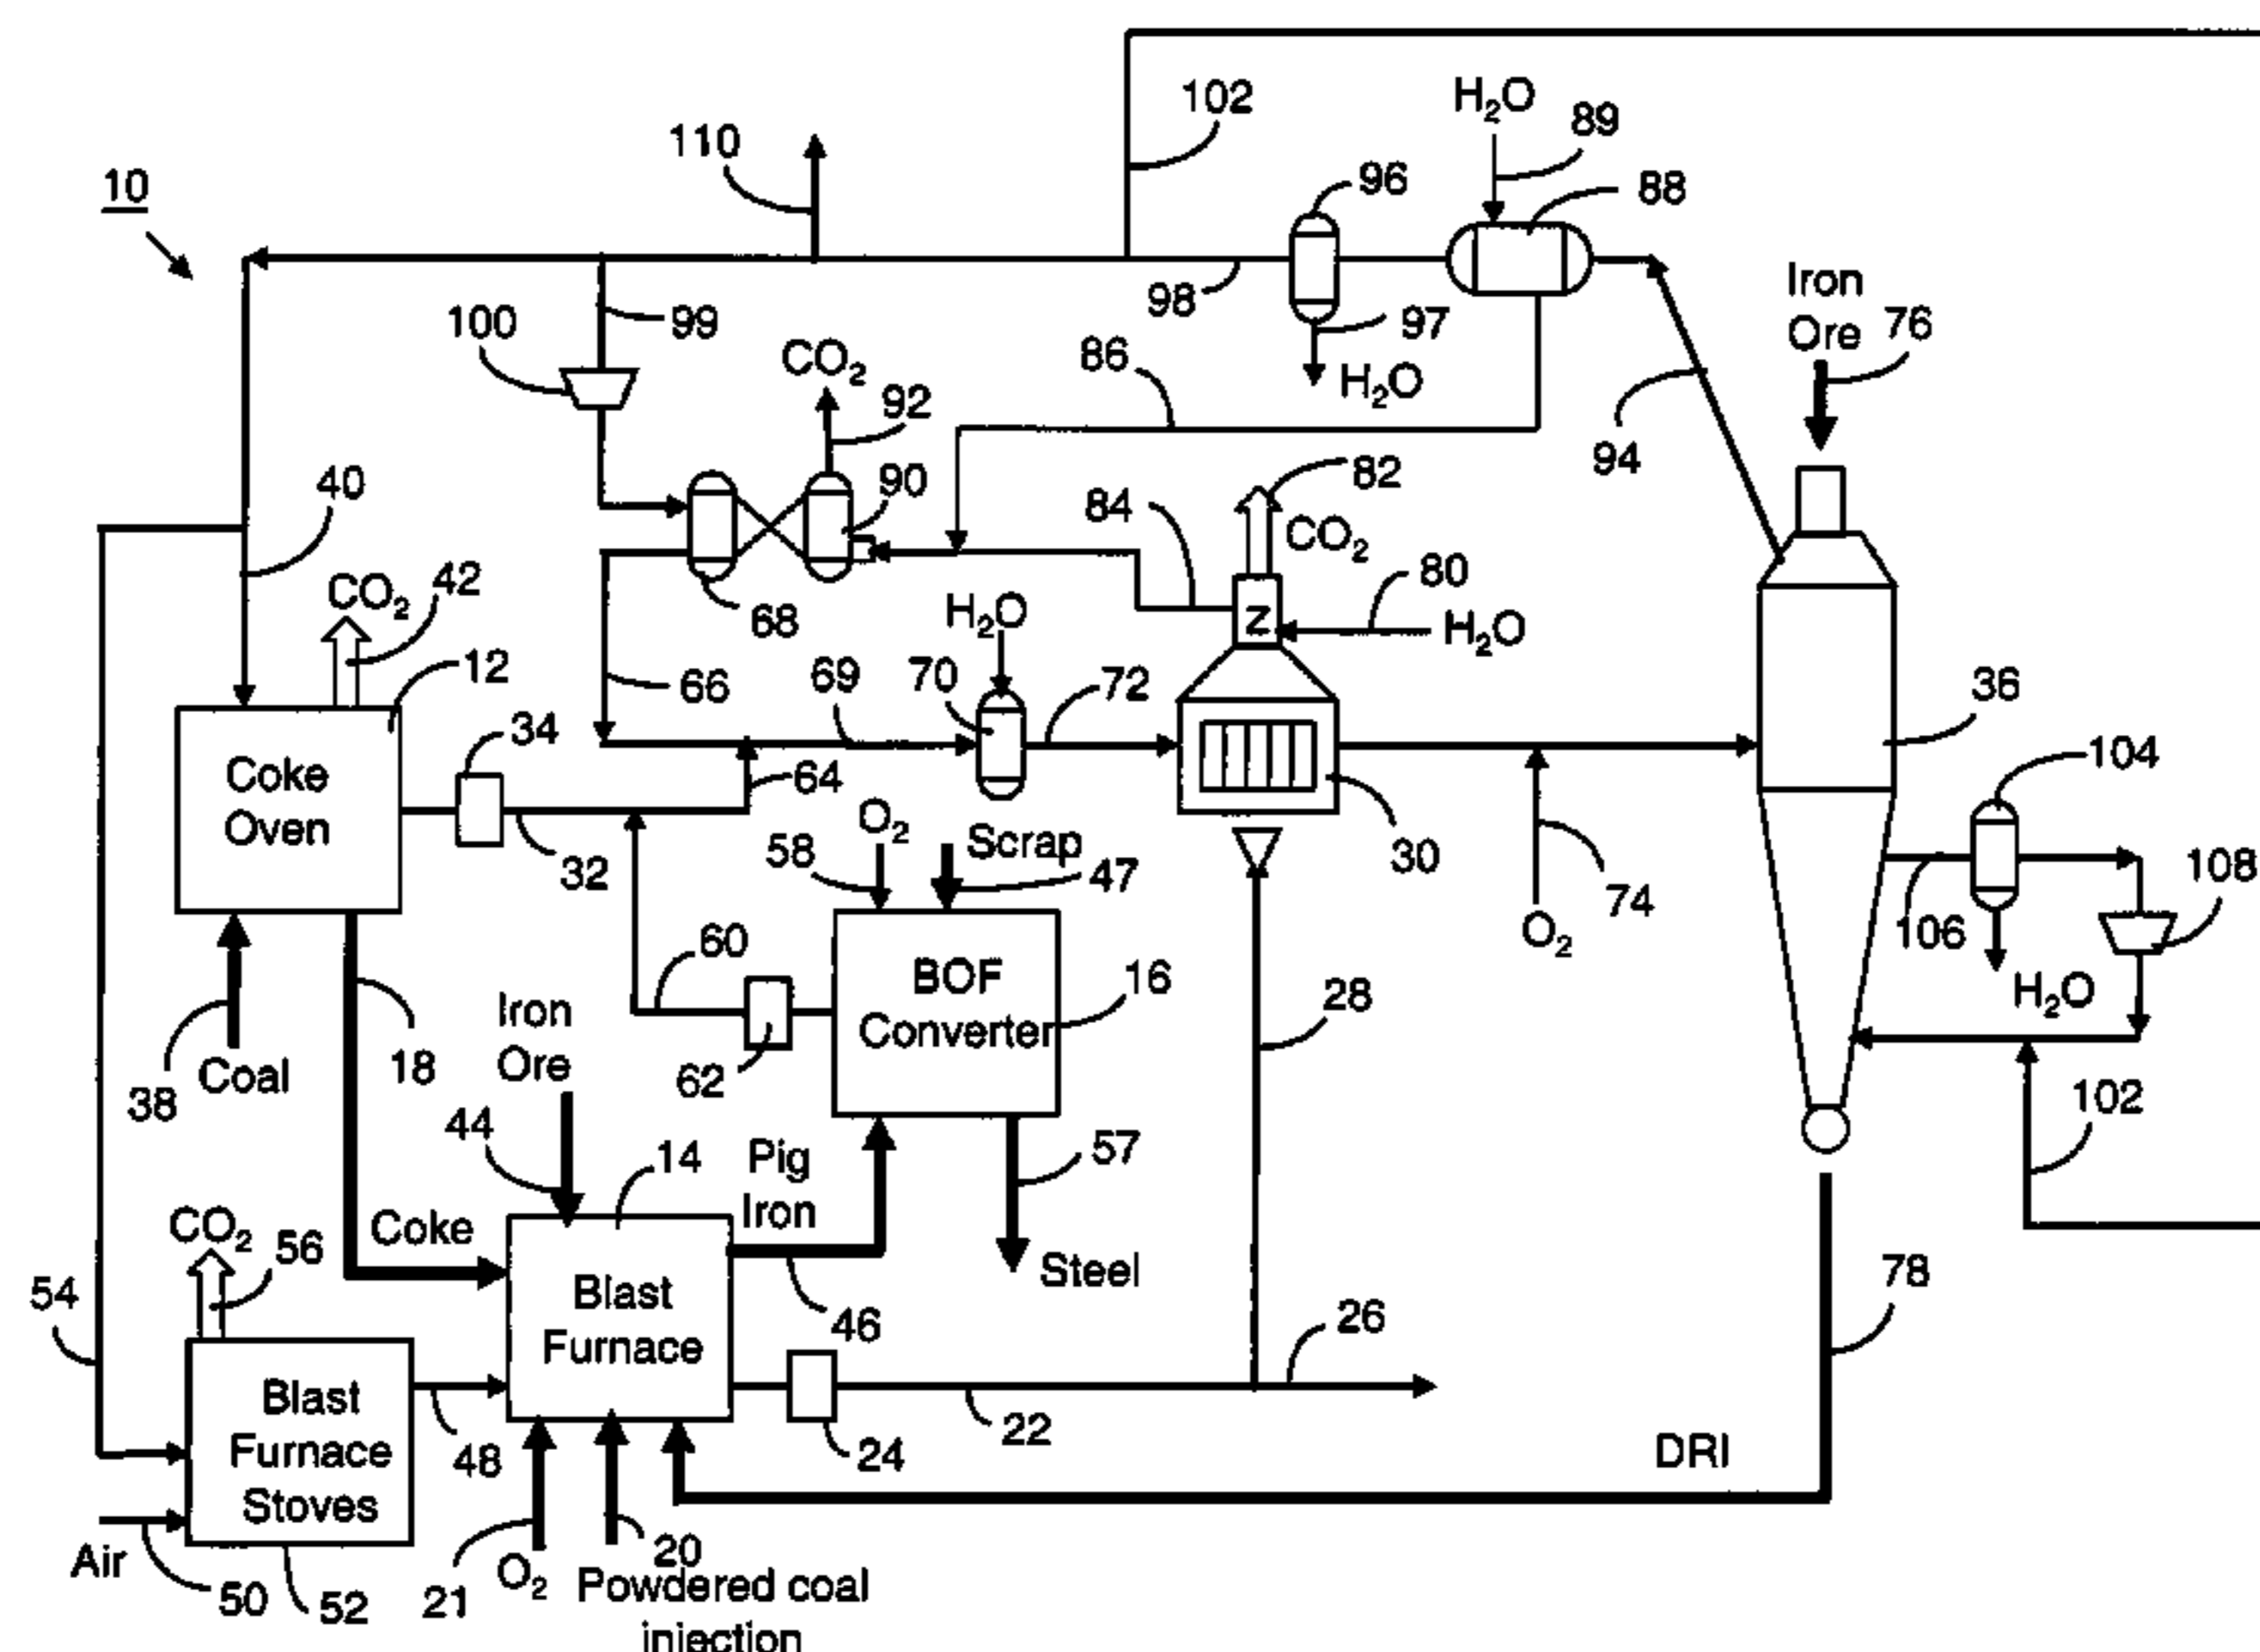 102
H₂O
89
110
96
88
10
Iron
Ore
76
98
97
100
99
86
H₂O
CO₂
92
94
82
90
84
40
CO₂
CO₂
42
80
68
H₂O
Z
H₂O
12
66
69
70
72
36
34
104
64
Coke
Oven
O₂
Scrap
30
108
32
58
47
74
106
O₂
60
BOF
Converter
16
28
H₂O
Iron
Ore
62
18
38
Coal
102
44
14
Pig
Iron
57
CO₂
56
Coke
Steel
78
54
Blast
Furnace
46
26
Blast
Furnace
Stoves
48
24
22
DRI
Air
50
52
21
O₂
20
Powdered coal
injection